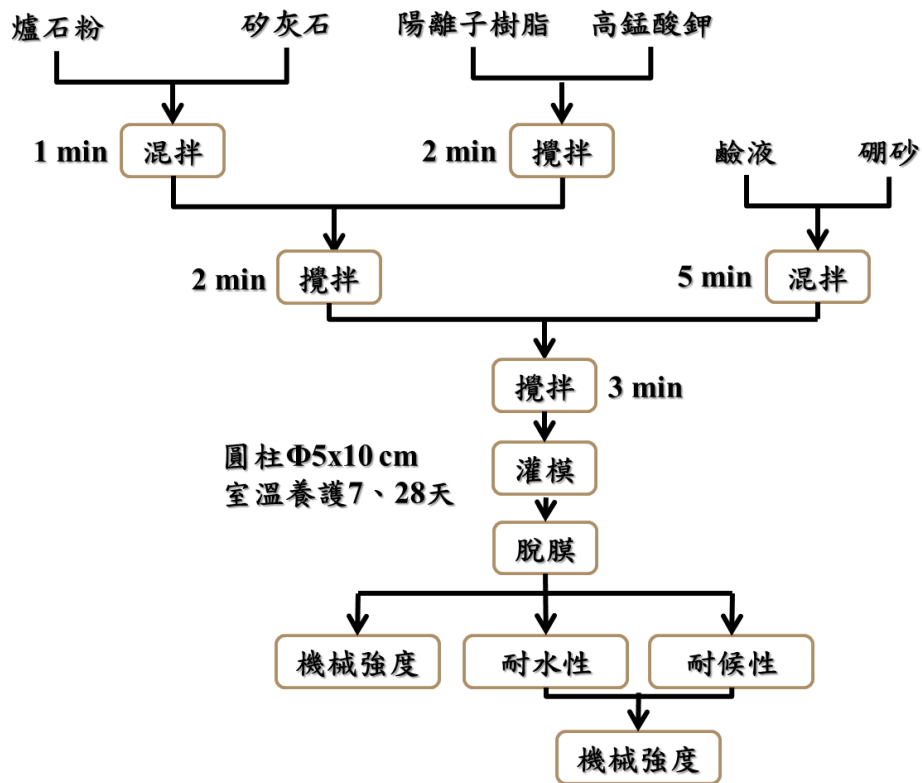 爐石粉
矽灰石
陽離子樹脂
高錳酸鉀
1 min
混拌
2 min
攪拌
鹼液
硼砂
2 min
攪拌
5 min
混拌
攪拌
3 min
圓柱Φ5x10 cm
室溫養護7、28天
灌模
脫膜
機械強度
耐水性
耐候性
機械強度